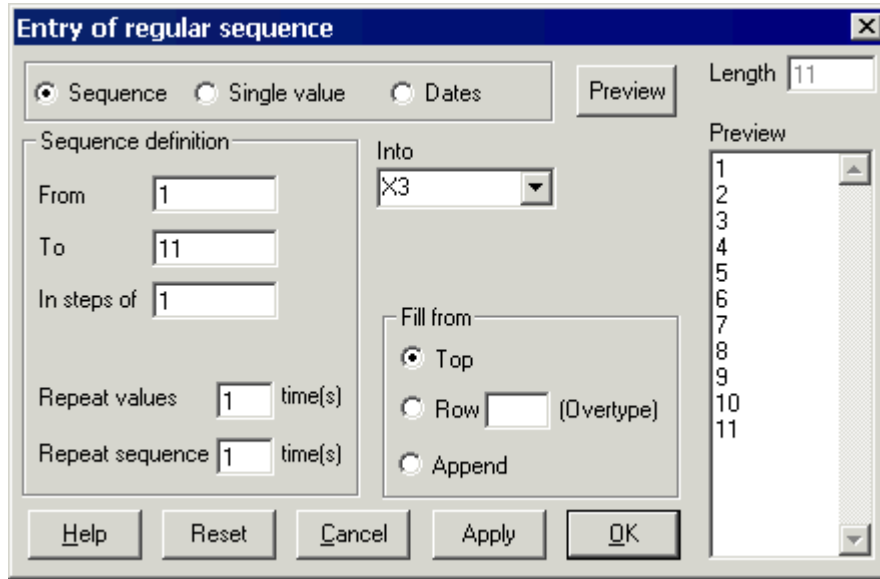 Entry of regular sequence
Sequence Single value Dates
Preview
Length 11
Sequence definition
From 1
To 11
In steps of 1
Repeat values 1 time(s)
Repeat sequence 1 time(s)
Into
X3
Fill from
Top
Row (Overtype)
Append
Preview
1
2
3
4
5
6
7
8
9
10
11
Help Reset Cancel Apply OK